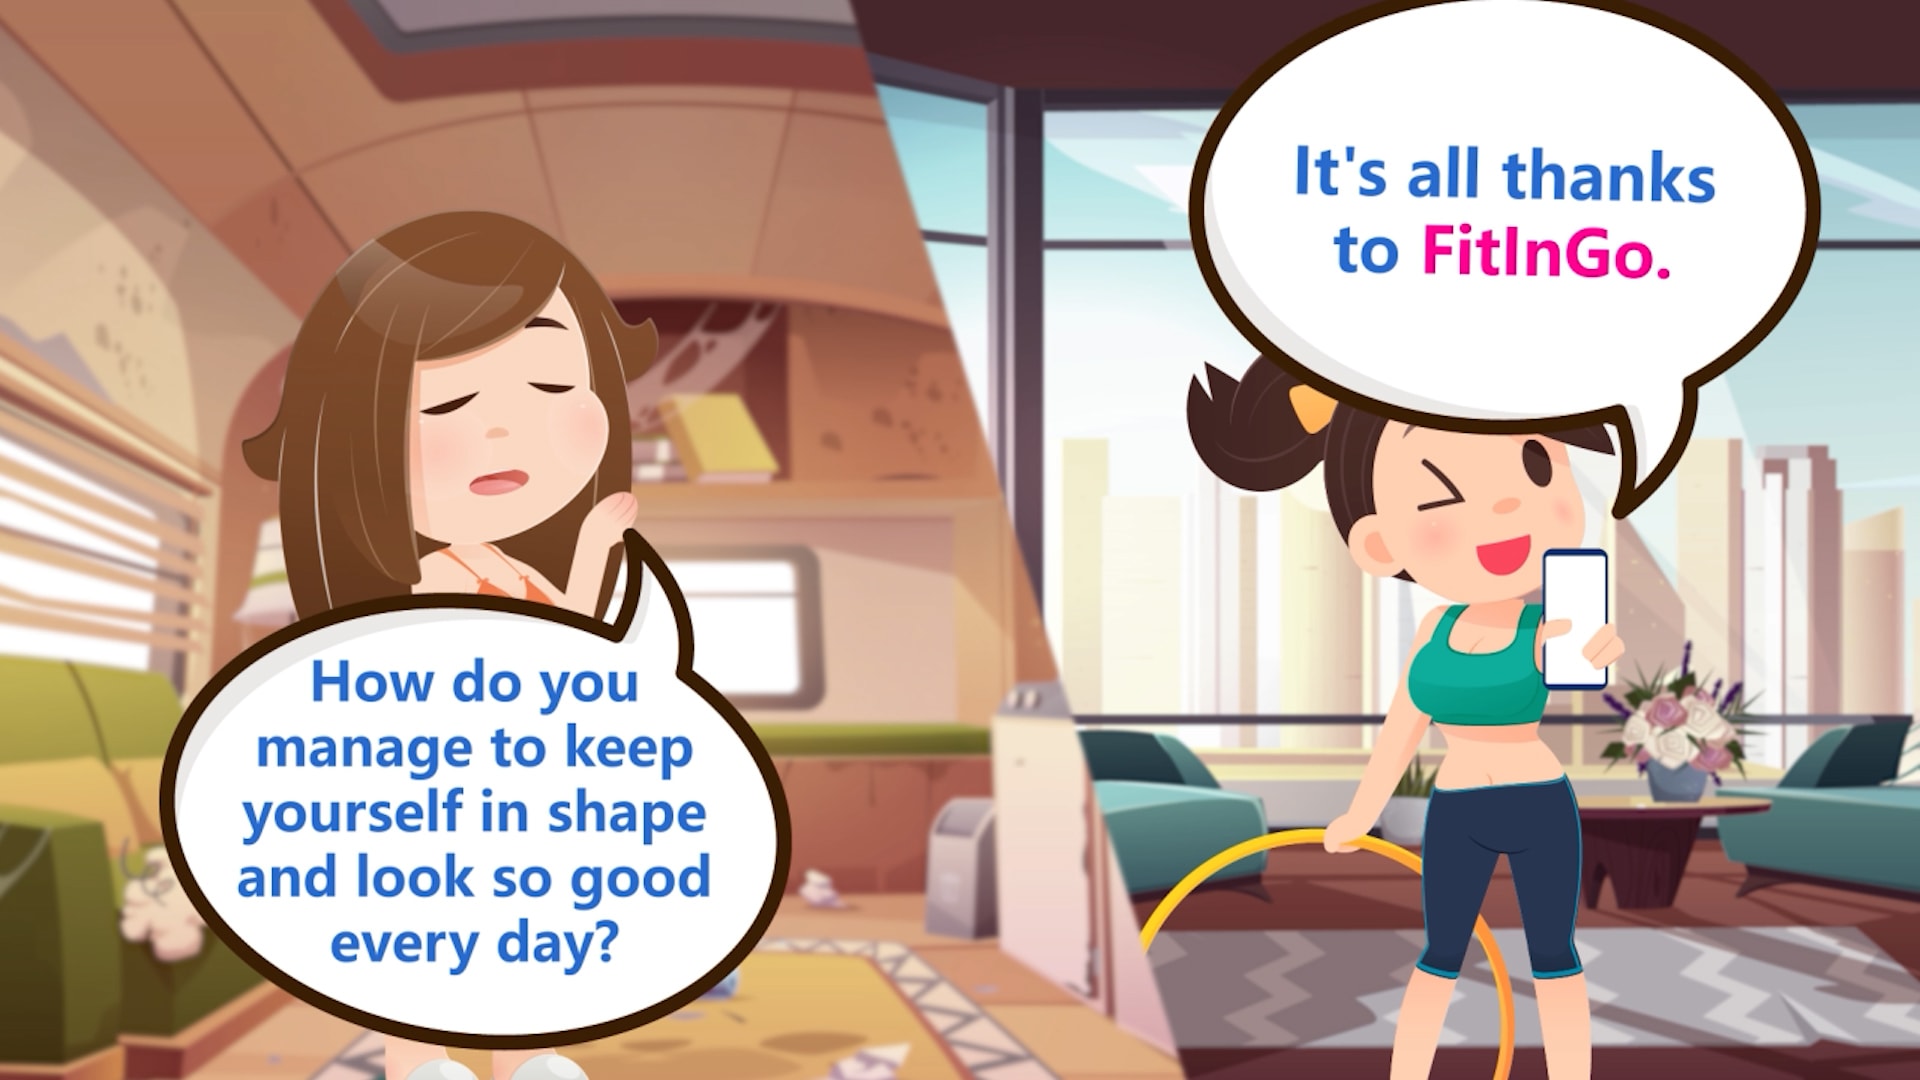 How do you
manage to keep
yourself in shape
and look so good
every day?
It's all thanks
to FitInGo.